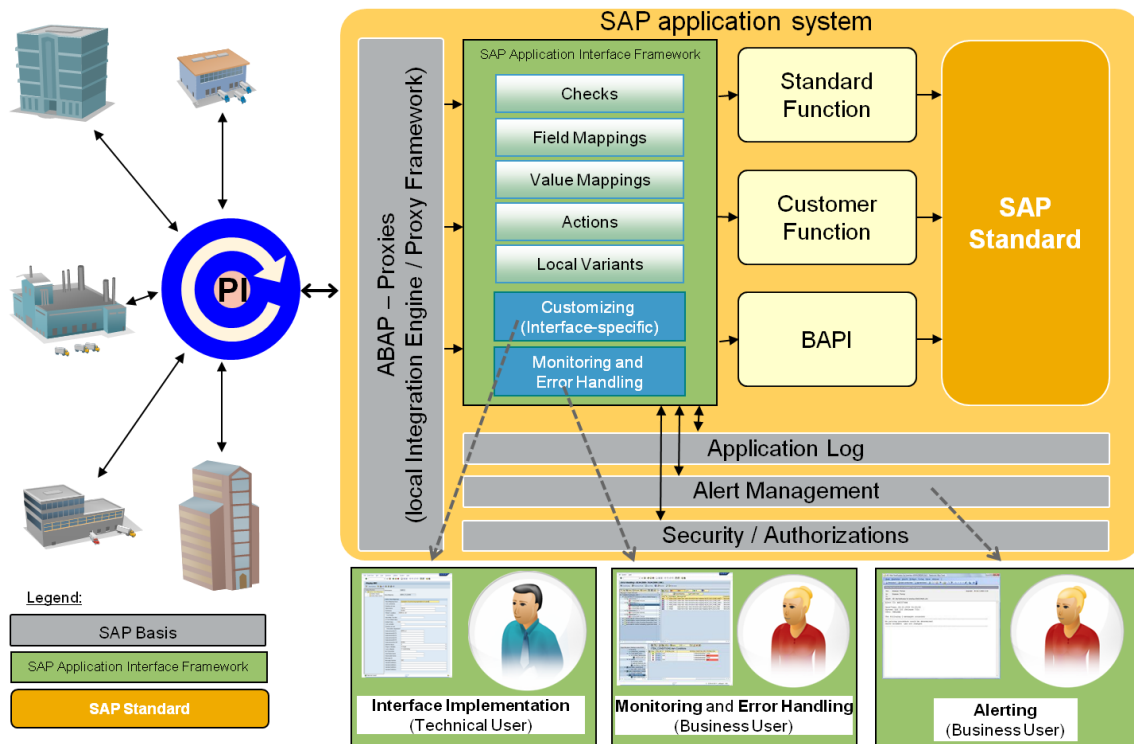 SAP application system
SAP Application Interface Framework
Checks
Field Mappings
Value Mappings
Actions
Local Variants
Customizing
(Interface-specific)
Monitoring and
Error Handling
ABAP – Proxies
(local Integration Engine / Proxy Framework)
PI
Standard
Function
Customer
Function
BAPI
SAP
Standard
Application Log
Alert Management
Security / Authorizations
Legend:
SAP Basis
SAP Application Interface Framework
SAP Standard
Interface Implementation
(Technical User)
Monitoring and Error Handling
(Business User)
Alerting
(Business User)